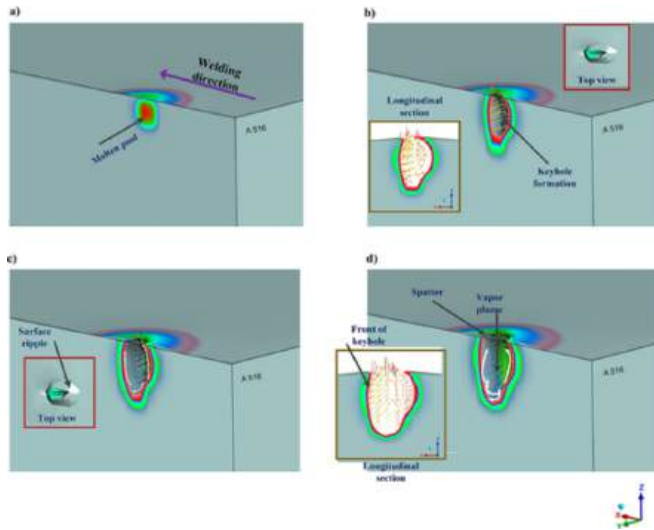 a)
Welding
direction
Molten pool
A 516
b)
Top view
Longitudinal
section
Keyhole
formation
A 516
c)
Surface
ripple
Top view
A 516
d)
Spatter
Vapor
plume
Front of
keyhole
A 516
Longitudinal
section
Z
X
Y